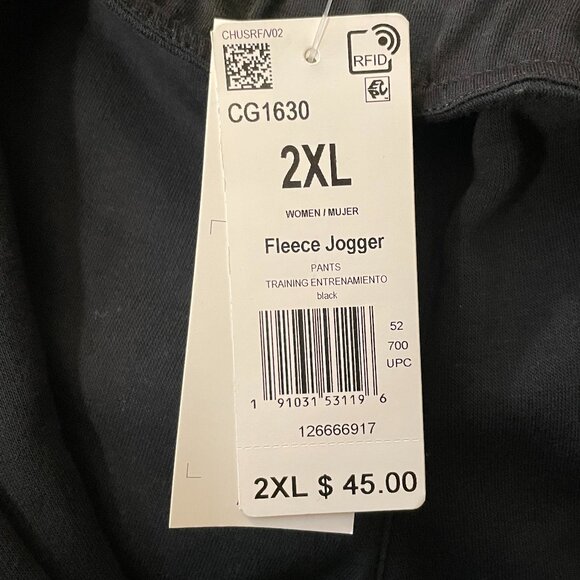 CHUSRF/V02
RFID
EPC
CG1630
2XL
WOMEN / MUJER
Fleece Jogger
PANTS
TRAINING ENTRENAMIENTO
black
52
700
UPC
1 91031 53119 6
126666917
2XL $ 45.00